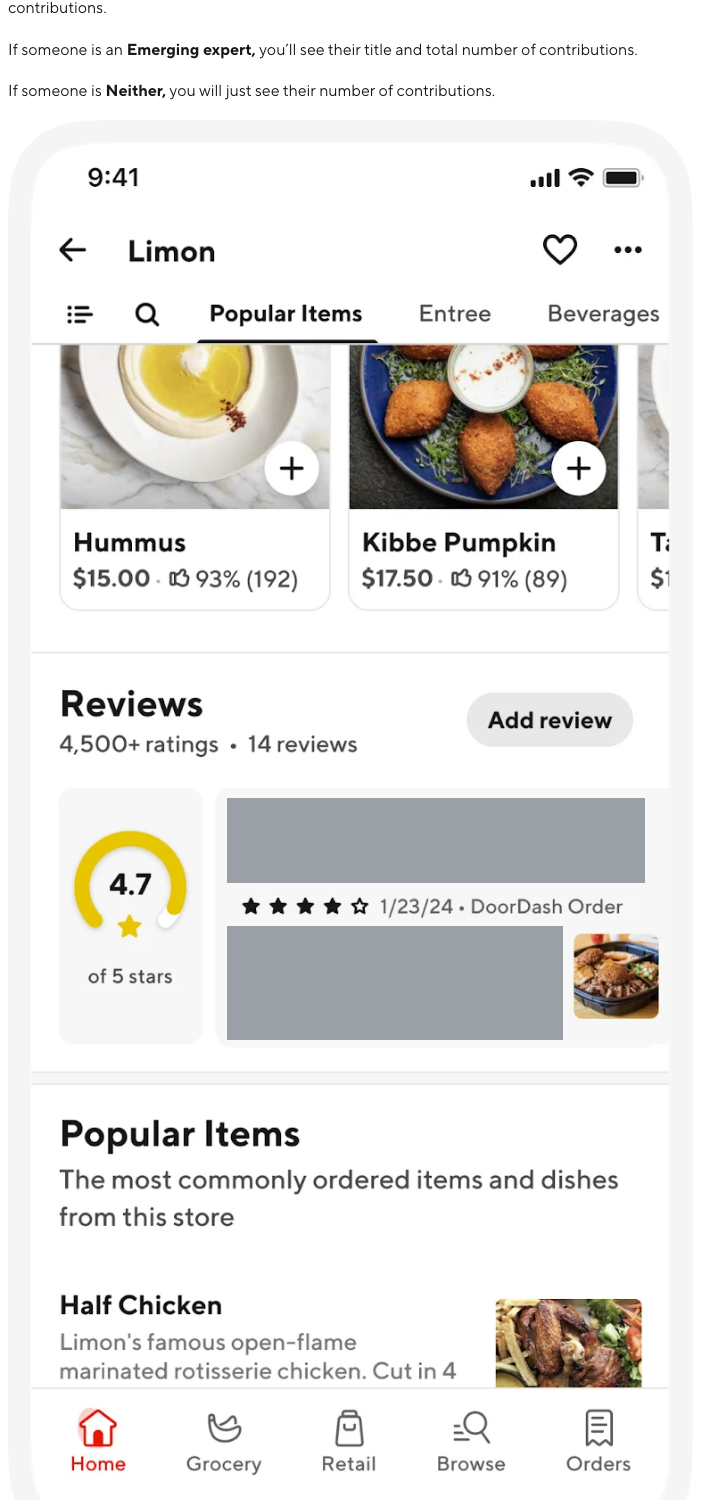 contributions.
If someone is an Emerging expert, you'll see their title and total number of contributions.
If someone is Neither, you will just see their number of contributions.
9:41
Limon
Popular Items Entree Beverages
Hummus
$15.00 · 93% (192)
Kibbe Pumpkin
$17.50 · 91% (89)
$1
Reviews
4,500+ ratings • 14 reviews
Add review
4.7
of 5 stars
1/23/24 • DoorDash Order
Popular Items
The most commonly ordered items and dishes
from this store
Half Chicken
Limon's famous open-flame
marinated rotisserie chicken. Cut in 4
Home Grocery Retail Browse Orders